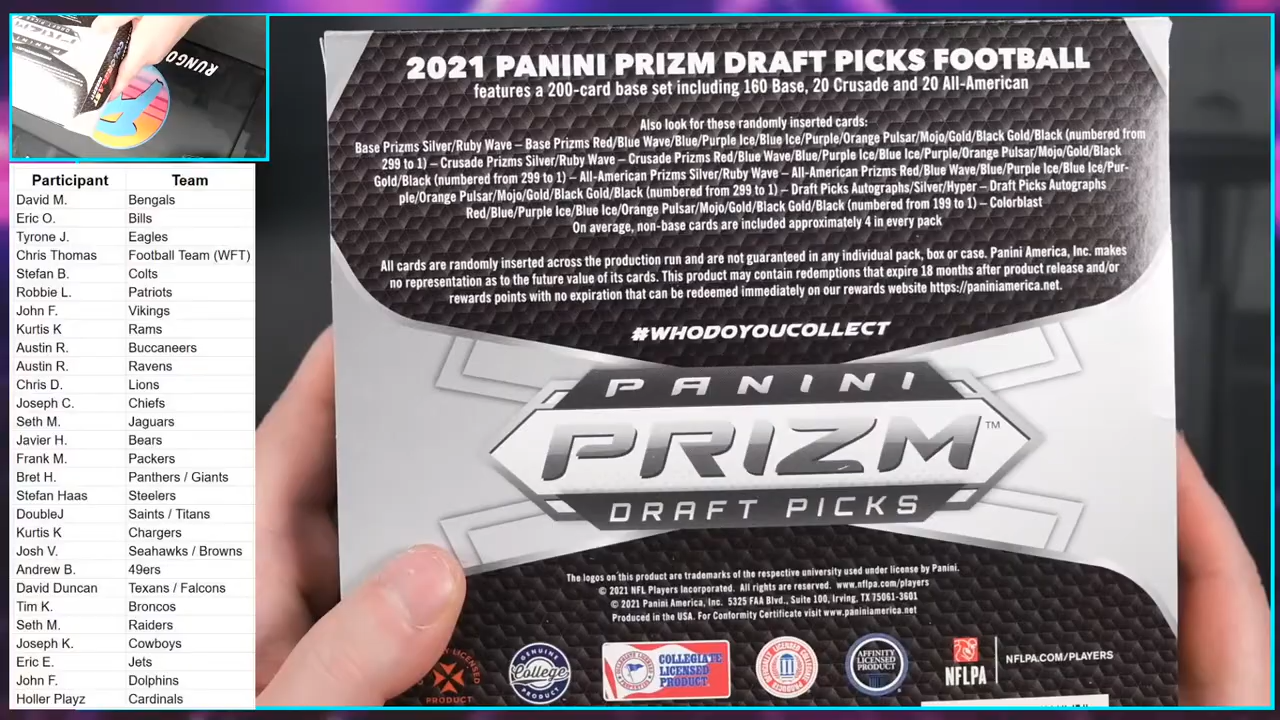 RUNGO
PRIZM
Participant Team
David M. Bengals
Eric O. Bills
Tyrone J. Eagles
Chris Thomas Football Team (WFT)
Stefan B. Colts
Robbie L. Patriots
John F. Vikings
Kurtis K Rams
Austin R. Buccaneers
Austin R. Ravens
Chris D. Lions
Joseph C. Chiefs
Seth M. Jaguars
Javier H. Bears
Frank M. Packers
Bret H. Panthers / Giants
Stefan Haas Steelers
DoubleJ Saints / Titans
Kurtis K Chargers
Josh V. Seahawks / Browns
Andrew B. 49ers
David Duncan Texans / Falcons
Tim K. Broncos
Seth M. Raiders
Joseph K. Cowboys
Eric E. Jets
John F. Dolphins
Holler Playz Cardinals
2021 PANINI PRIZM DRAFT PICKS FOOTBALL
features a 200-card base set including 160 Base, 20 Crusade and 20 All-American
Also look for these randomly inserted cards:
Base Prizms Silver/Ruby Wave – Base Prizms Red/Blue Wave/Blue/Purple Ice/Blue Ice/Purple/Orange Pulsar/Mojo/Gold/Black Gold/Black (numbered from
299 to 1) – Crusade Prizms Silver/Ruby Wave – Crusade Prizms Red/Blue Wave/Blue/Purple Ice/Blue Ice/Purple/Orange Pulsar/Mojo/Gold/Black
Gold/Black (numbered from 299 to 1) – All-American Prizms Silver/Ruby Wave – All-American Prizms Red/Blue Wave/Blue/Purple Ice/Blue Ice/Pur-
ple/Orange Pulsar/Mojo/Gold/Black Gold/Black (numbered from 299 to 1) – Draft Picks Autographs/Silver/Hyper – Draft Picks Autographs
Red/Blue/Purple Ice/Blue Ice/Orange Pulsar/Mojo/Gold/Black Gold/Black (numbered from 199 to 1) – Colorblast
On average, non-base cards are included approximately 4 in every pack
All cards are randomly inserted across the production run and are not guaranteed in any individual pack, box or case. Panini America, Inc. makes
no representation as to the future value of its cards. This product may contain redemptions that expire 18 months after product release and/or
rewards points with no expiration that can be redeemed immediately on our rewards website https://paniniamerica.net.
#WHODOYOUCOLLECT
PANINI
PRIZM™
DRAFT PICKS
The logos on this product are trademarks of the respective university used under license by Panini.
© 2021 NFL Players Incorporated. All rights are reserved. www.nflpa.com/players
© 2021 Panini America, Inc. 5325 FAA Blvd., Suite 100, Irving, TX 75061-3601
Produced in the USA. For Conformity Certificate visit www.paniniamerica.net
LICENSED
PRODUCT
GENUINE
College
PRODUCT
COLLEGIATE
LICENSED
PRODUCT
AFFINITY
LICENSED
PRODUCT
NFLPA
NFLPA.COM/PLAYERS